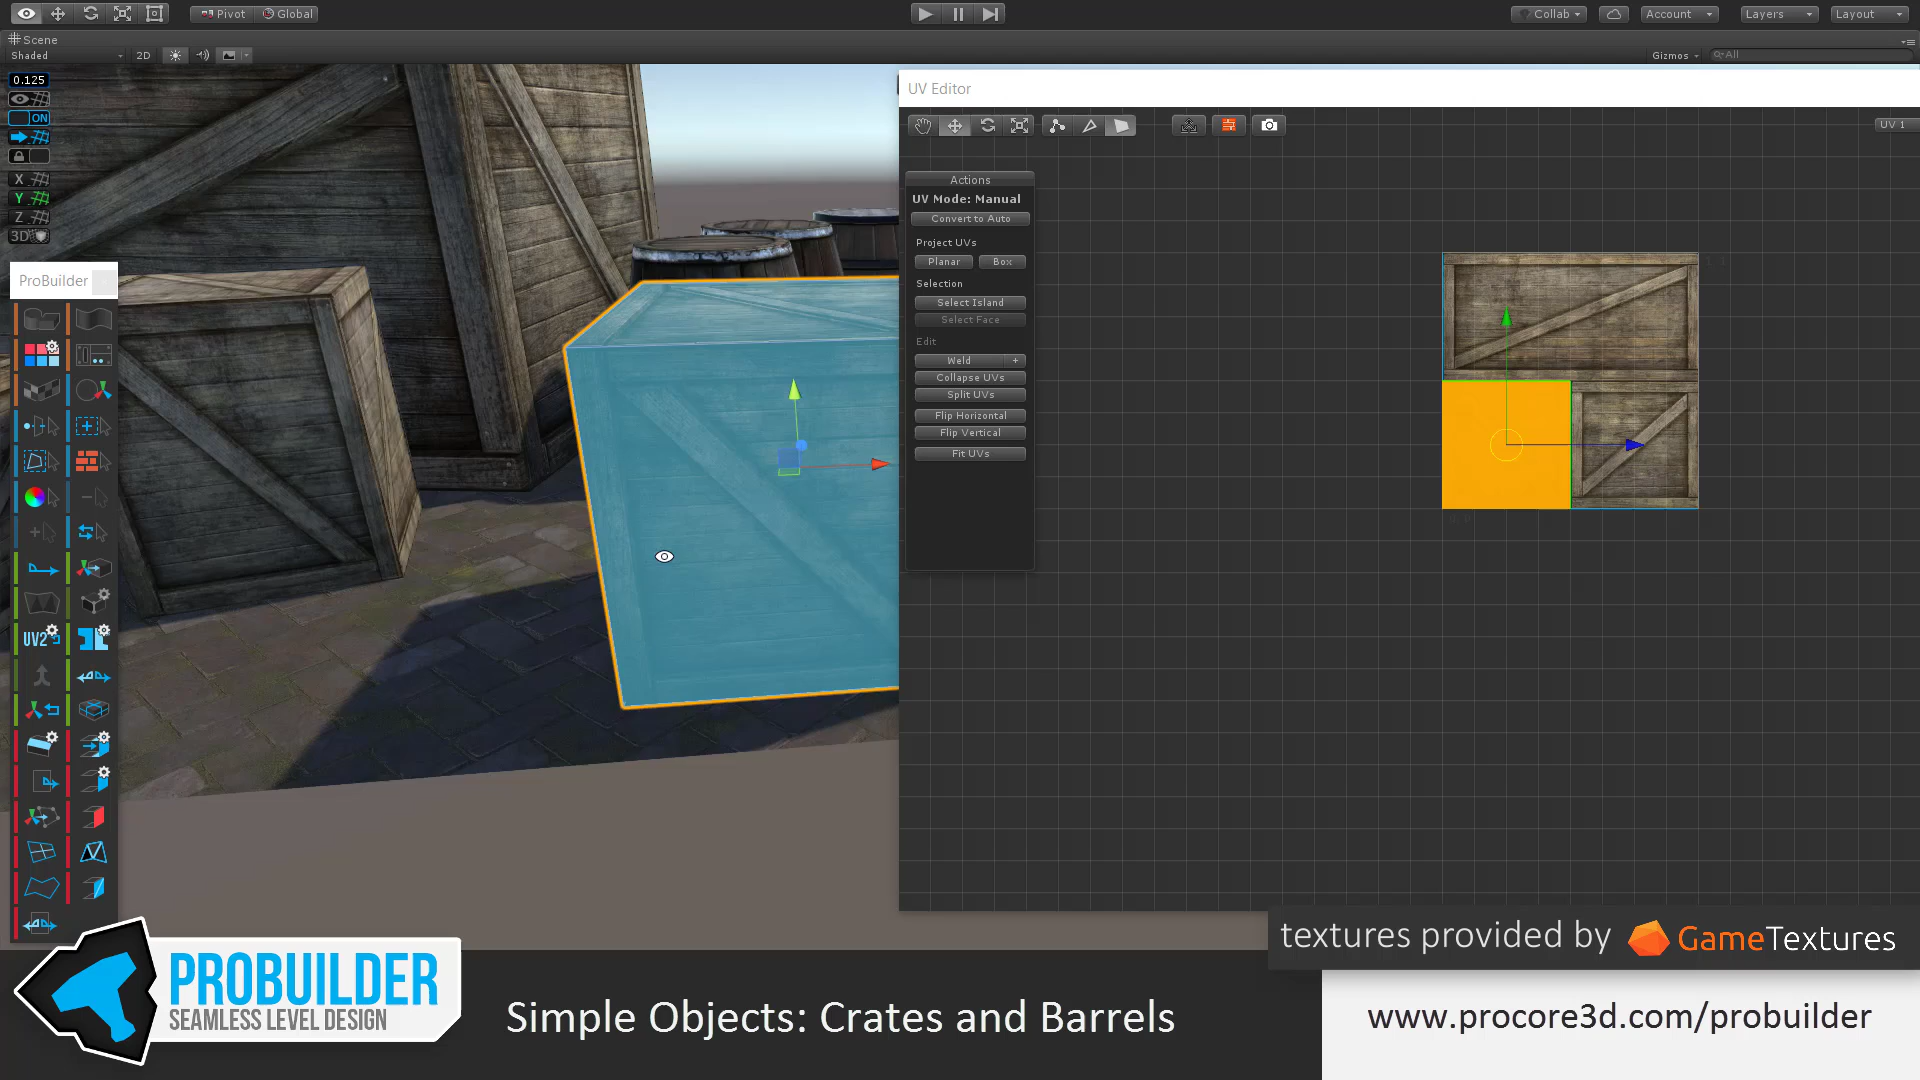 Pivot
Global
Collab
Account
Layers
Layout
Scene
Shaded
2D
Gizmos
All
0.125
ON
X
Y
Z
3D
ProBuilder
UV2
UV Editor
UV 1
Actions
UV Mode: Manual
Convert to Auto
Project UVs
Planar
Box
Selection
Select Island
Select Face
Edit
Weld
+
Collapse UVs
Split UVs
Flip Horizontal
Flip Vertical
Fit UVs
textures provided by GameTextures
PROBUILDER
SEAMLESS LEVEL DESIGN
Simple Objects: Crates and Barrels
www.procore3d.com/probuilder